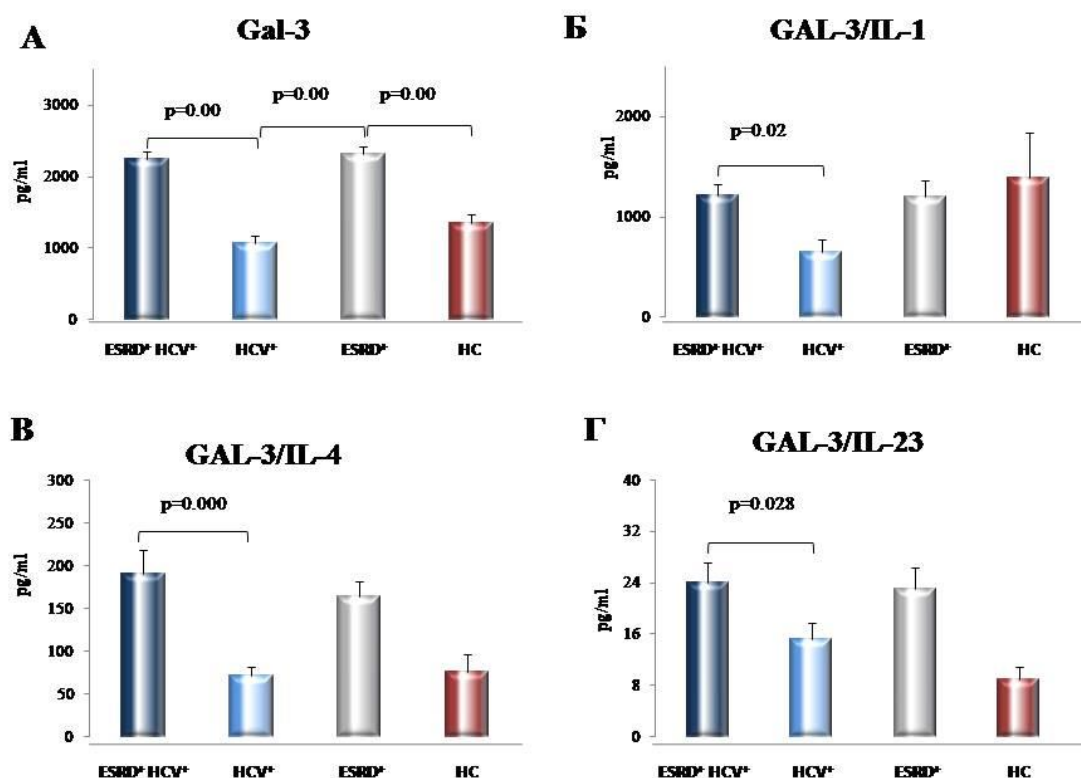 А
Gal-3
3000
2000
1000
0
pg/ml
p=0.00
p=0.00
p=0.00
ESRD⁺ HCV⁺
HCV⁺
ESRD⁺
HC
Б
GAL-3/IL-1
2000
1000
0
pg/ml
p=0.02
ESRD⁺ HCV⁺
HCV⁺
ESRD⁺
HC
В
GAL-3/IL-4
300
250
200
150
100
50
0
pg/ml
p=0.000
ESRD⁺ HCV⁺
HCV⁺
ESRD⁺
HC
Г
GAL-3/IL-23
40
32
24
16
8
0
pg/ml
p=0.028
ESRD⁺ HCV⁺
HCV⁺
ESRD⁺
HC